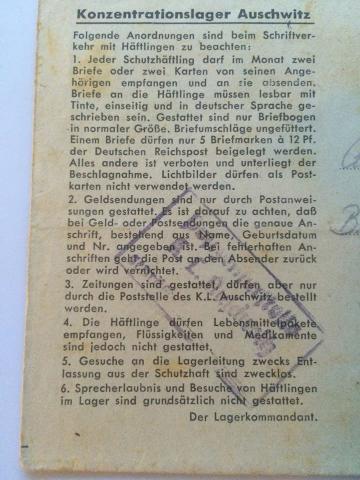 Konzentrationslager Auschwitz
Folgende Anordnungen sind beim Schriftver-
kehr mit Häftlingen zu beachten:
1. Jeder Schutzhäftling darf im Monat zwei
Briefe oder zwei Karten von seinen Ange-
hörigen empfangen und an sie absenden.
Briefe an die Häftlinge müssen lesbar mit
Tinte, einseitig und in deutscher Sprache ge-
schrieben sein. Gestattet sind nur Briefbogen
in normaler Größe. Briefumschläge ungefüttert.
Einem Briefe dürfen nur 5 Briefmarken à 12 Pf.
der Deutschen Reichspost beigelegt werden.
Alles andere ist verboten und unterliegt der
Beschlagnahme. Lichtbilder dürfen als Post-
karten nicht verwendet werden.
2. Geldsendungen sind nur durch Postanwei-
sungen gestattet. Es ist darauf zu achten, daß
bei Geld- oder Postsendungen die genaue An-
schrift, bestehend aus Name, Geburtsdatum
und Nr. angegeben ist. Bei fehlerhaften An-
schriften geht die Post an den Absender zurück
oder wird vernichtet.
3. Zeitungen sind gestattet, dürfen aber nur
durch die Poststelle des K.L. Auschwitz bestellt
werden.
4. Die Häftlinge dürfen Lebensmittelpakete
empfangen, Flüssigkeiten und Medikamente
sind jedoch nicht gestattet.
5. Gesuche an die Lagerleitung zwecks Ent-
lassung aus der Schutzhaft sind zwecklos.
6. Sprecherlaubnis und Besuche von Häftlingen
im Lager sind grundsätzlich nicht gestattet.
Der Lagerkommandant.